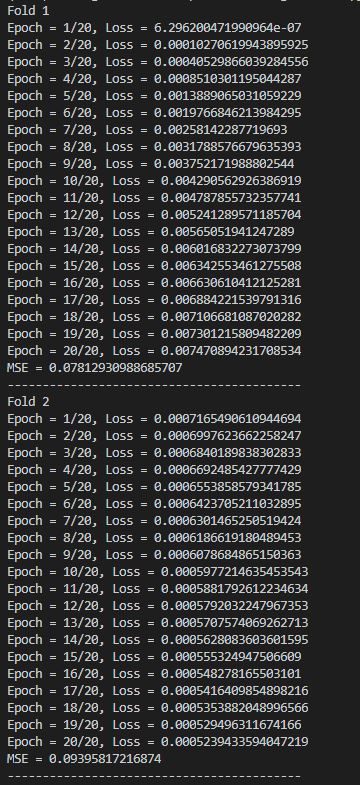 Fold 1
Epoch = 1/20, Loss = 6.296200471990964e-07
Epoch = 2/20, Loss = 0.00010270619943895925
Epoch = 3/20, Loss = 0.00040529866039284556
Epoch = 4/20, Loss = 0.0008510301195044287
Epoch = 5/20, Loss = 0.0013889065031059229
Epoch = 6/20, Loss = 0.0019766846213984295
Epoch = 7/20, Loss = 0.00258142287719693
Epoch = 8/20, Loss = 0.0031788576679635393
Epoch = 9/20, Loss = 0.003752171988802544
Epoch = 10/20, Loss = 0.004290562926386919
Epoch = 11/20, Loss = 0.004787855732357741
Epoch = 12/20, Loss = 0.005241289571185704
Epoch = 13/20, Loss = 0.00565051941247289
Epoch = 14/20, Loss = 0.006016832273073799
Epoch = 15/20, Loss = 0.006342553461275508
Epoch = 16/20, Loss = 0.006630610412125281
Epoch = 17/20, Loss = 0.006884221539791316
Epoch = 18/20, Loss = 0.007106681087020282
Epoch = 19/20, Loss = 0.007301215809482209
Epoch = 20/20, Loss = 0.007470894231708534
MSE = 0.07812930988685707
------------------------------------------
Fold 2
Epoch = 1/20, Loss = 0.0007165490610944694
Epoch = 2/20, Loss = 0.0006997623662258247
Epoch = 3/20, Loss = 0.0006840189838302833
Epoch = 4/20, Loss = 0.0006692485427777429
Epoch = 5/20, Loss = 0.0006553858579341785
Epoch = 6/20, Loss = 0.0006423705211032895
Epoch = 7/20, Loss = 0.0006301465250519424
Epoch = 8/20, Loss = 0.0006186619180489453
Epoch = 9/20, Loss = 0.0006078684865150363
Epoch = 10/20, Loss = 0.0005977214635453543
Epoch = 11/20, Loss = 0.0005881792612234634
Epoch = 12/20, Loss = 0.0005792032247967353
Epoch = 13/20, Loss = 0.0005707574069262713
Epoch = 14/20, Loss = 0.0005628083603601595
Epoch = 15/20, Loss = 0.000555324947506609
Epoch = 16/20, Loss = 0.000548278165503101
Epoch = 17/20, Loss = 0.0005416409854898216
Epoch = 18/20, Loss = 0.0005353882048996566
Epoch = 19/20, Loss = 0.000529496311674166
Epoch = 20/20, Loss = 0.0005239433594047219
MSE = 0.09395817216874
------------------------------------------